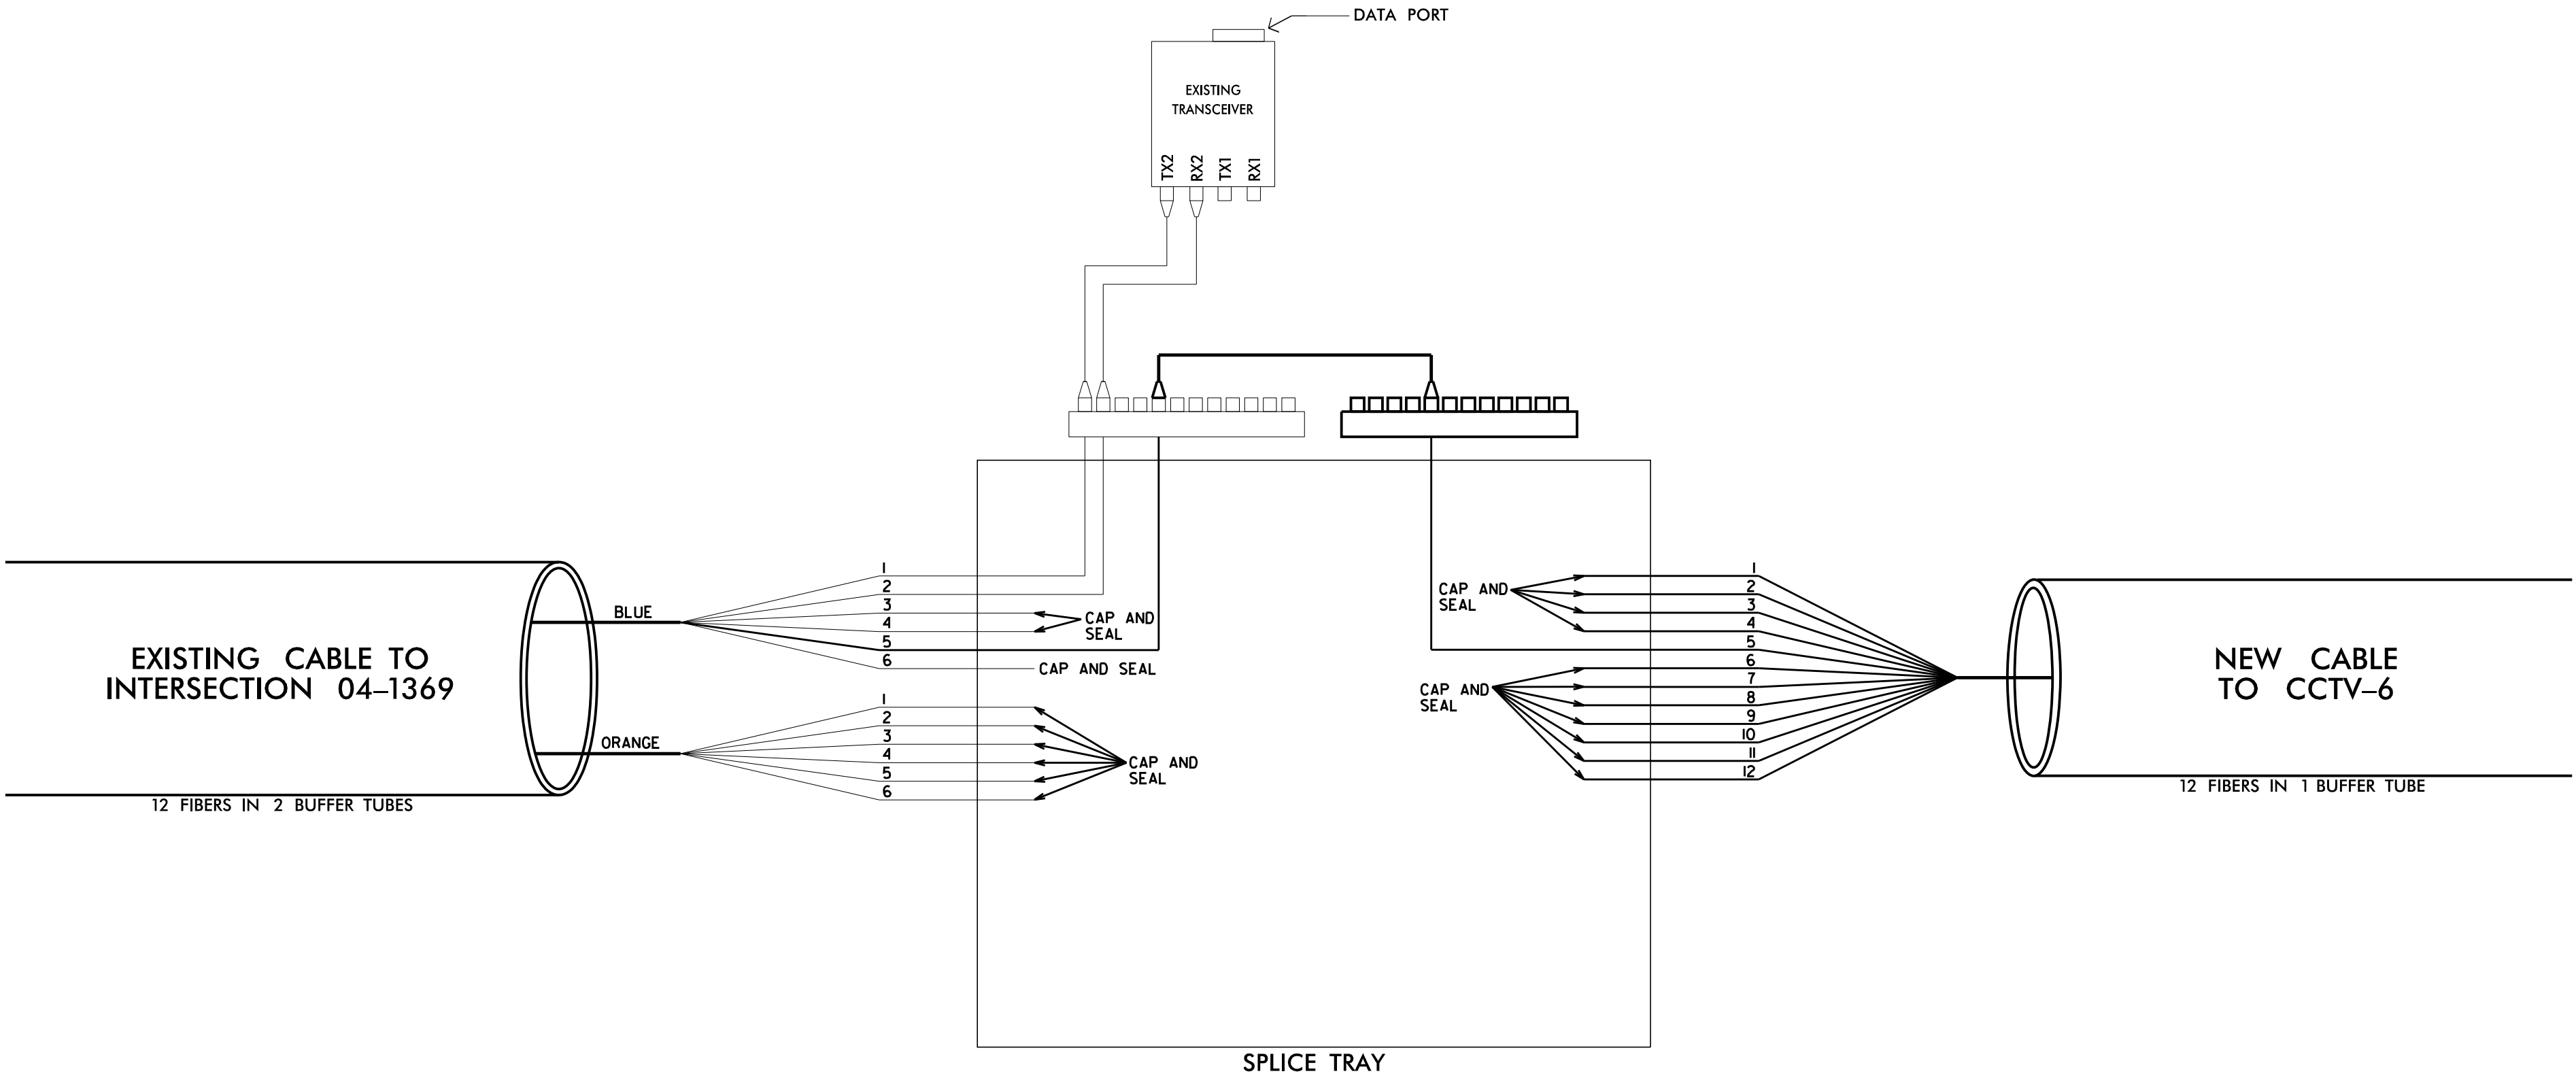 DATA PORT
EXISTING
TRANSCEIVER
TX2
RX2
TX1
RX1
EXISTING CABLE TO
INTERSECTION 04-1369
12 FIBERS IN 2 BUFFER TUBES
BLUE
1
2
3
4
5
6
CAP AND
SEAL
CAP AND SEAL
ORANGE
1
2
3
4
5
6
CAP AND
SEAL
CAP AND
SEAL
CAP AND
SEAL
1
2
3
4
5
6
7
8
9
10
11
12
NEW CABLE
TO CCTV-6
12 FIBERS IN 1 BUFFER TUBE
SPLICE TRAY